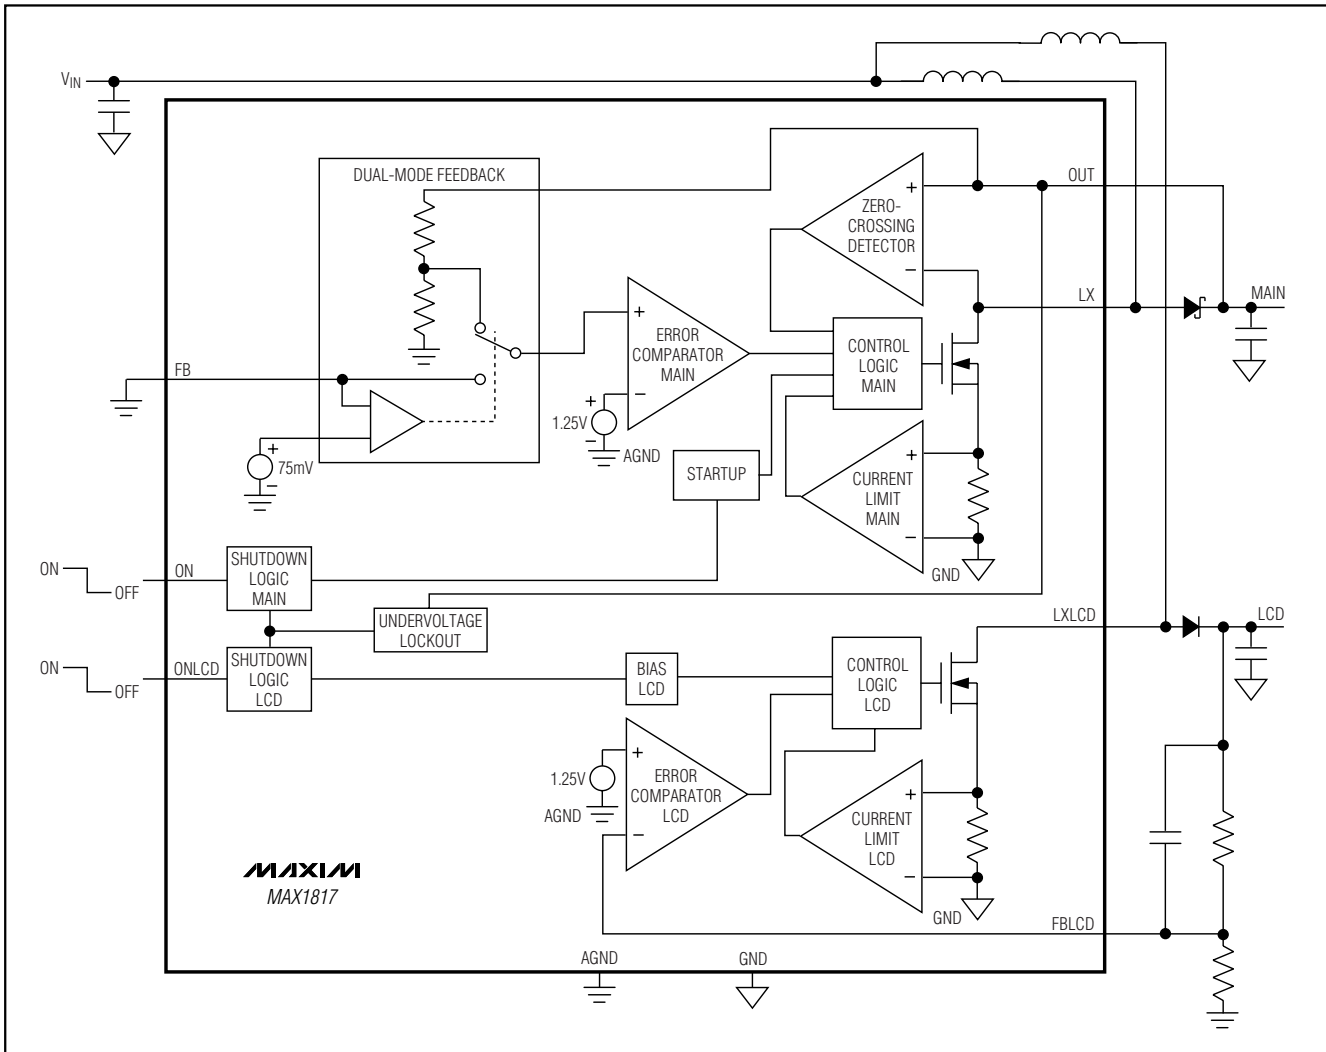 VIN
DUAL-MODE FEEDBACK
+
ZERO-
CROSSING
DETECTOR
−
OUT
LX
MAIN
+
ERROR
COMPARATOR
MAIN
−
CONTROL
LOGIC
MAIN
FB
+
1.25V
−
AGND
+
75mV
−
STARTUP
+
CURRENT
LIMIT
MAIN
−
GND
ON
OFF
ON
SHUTDOWN
LOGIC
MAIN
UNDERVOLTAGE
LOCKOUT
LXLCD
LCD
ON
OFF
ONLCD
SHUTDOWN
LOGIC
LCD
BIAS
LCD
CONTROL
LOGIC
LCD
1.25V
AGND
+
ERROR
COMPARATOR
LCD
−
+
CURRENT
LIMIT
LCD
−
GND
MAXIM
MAX1817
FBLCD
AGND
GND